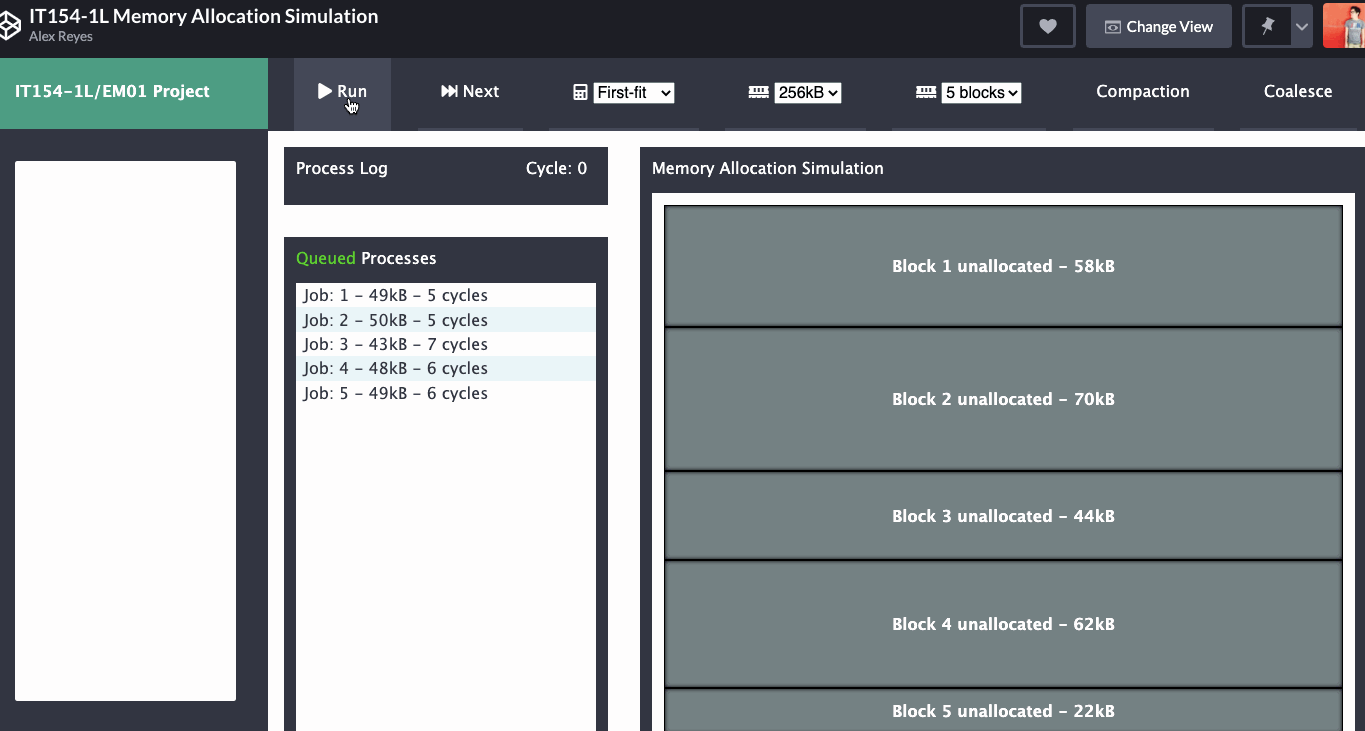 IT154-1L Memory Allocation Simulation
Alex Reyes
Change View
IT154-1L/EM01 Project
Run
Next
First-fit
256kB
5 blocks
Compaction
Coalesce
Process Log
Cycle: 0
Queued Processes
Job: 1 - 49kB - 5 cycles
Job: 2 - 50kB - 5 cycles
Job: 3 - 43kB - 7 cycles
Job: 4 - 48kB - 6 cycles
Job: 5 - 49kB - 6 cycles
Memory Allocation Simulation
Block 1 unallocated - 58kB
Block 2 unallocated - 70kB
Block 3 unallocated - 44kB
Block 4 unallocated - 62kB
Block 5 unallocated - 22kB